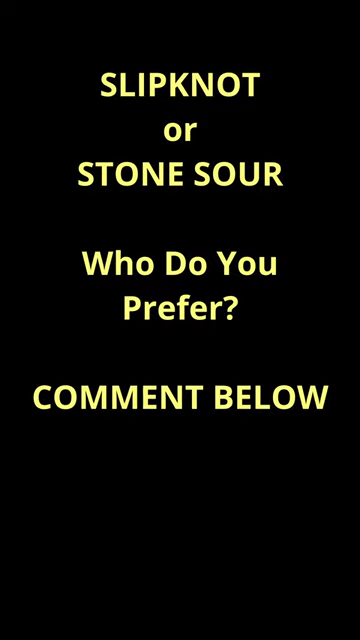 SLIPKNOT
or
STONE SOUR
Who Do You
Prefer?
COMMENT BELOW